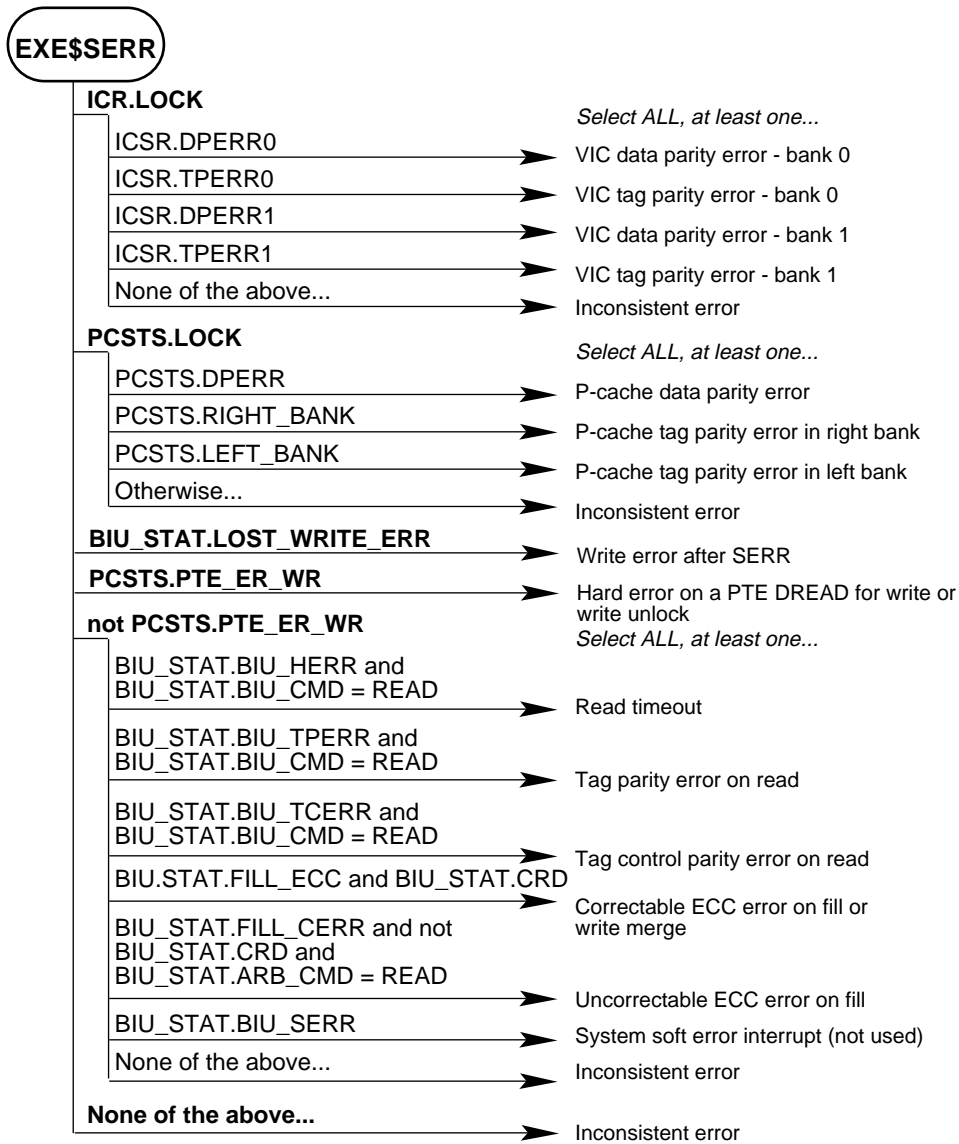 EXE$SERR
ICR.LOCK
Select ALL, at least one...
ICSR.DPERR0
VIC data parity error - bank 0
ICSR.TPERR0
VIC tag parity error - bank 0
ICSR.DPERR1
VIC data parity error - bank 1
ICSR.TPERR1
VIC tag parity error - bank 1
None of the above...
Inconsistent error
PCSTS.LOCK
Select ALL, at least one...
PCSTS.DPERR
P-cache data parity error
PCSTS.RIGHT_BANK
P-cache tag parity error in right bank
PCSTS.LEFT_BANK
P-cache tag parity error in left bank
Otherwise...
Inconsistent error
BIU_STAT.LOST_WRITE_ERR
Write error after SERR
PCSTS.PTE_ER_WR
Hard error on a PTE DREAD for write or
write unlock
not PCSTS.PTE_ER_WR
Select ALL, at least one...
BIU_STAT.BIU_HERR and
BIU_STAT.BIU_CMD = READ
Read timeout
BIU_STAT.BIU_TPERR and
BIU_STAT.BIU_CMD = READ
Tag parity error on read
BIU_STAT.BIU_TCERR and
BIU_STAT.BIU_CMD = READ
Tag control parity error on read
BIU.STAT.FILL_ECC and BIU_STAT.CRD
Correctable ECC error on fill or
write merge
BIU_STAT.FILL_CERR and not
BIU_STAT.CRD and
BIU_STAT.ARB_CMD = READ
Uncorrectable ECC error on fill
BIU_STAT.BIU_SERR
System soft error interrupt (not used)
None of the above...
Inconsistent error
None of the above...
Inconsistent error